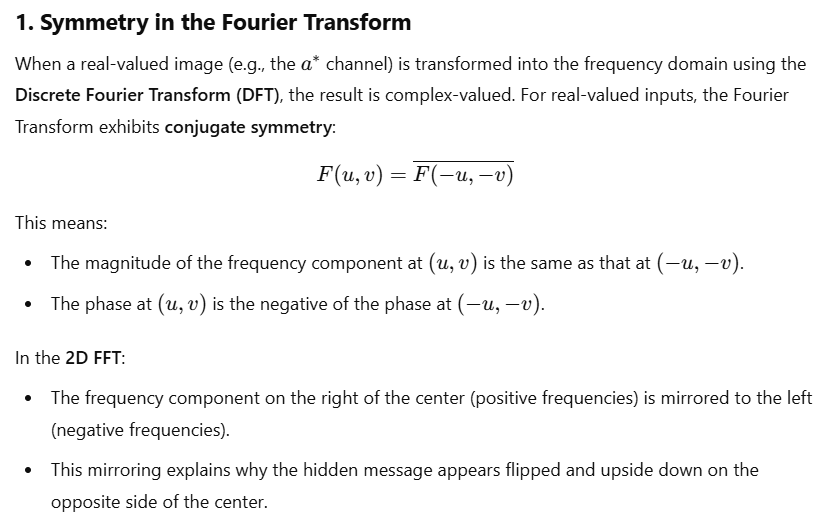 1. Symmetry in the Fourier Transform
When a real-valued image (e.g., the a* channel) is transformed into the frequency domain using the
Discrete Fourier Transform (DFT), the result is complex-valued. For real-valued inputs, the Fourier
Transform exhibits conjugate symmetry:
F(u, v) = \overline{F(−u, −v)}
This means:
• The magnitude of the frequency component at (u, v) is the same as that at (−u, −v).
• The phase at (u, v) is the negative of the phase at (−u, −v).
In the 2D FFT:
• The frequency component on the right of the center (positive frequencies) is mirrored to the left
(negative frequencies).
• This mirroring explains why the hidden message appears flipped and upside down on the
opposite side of the center.